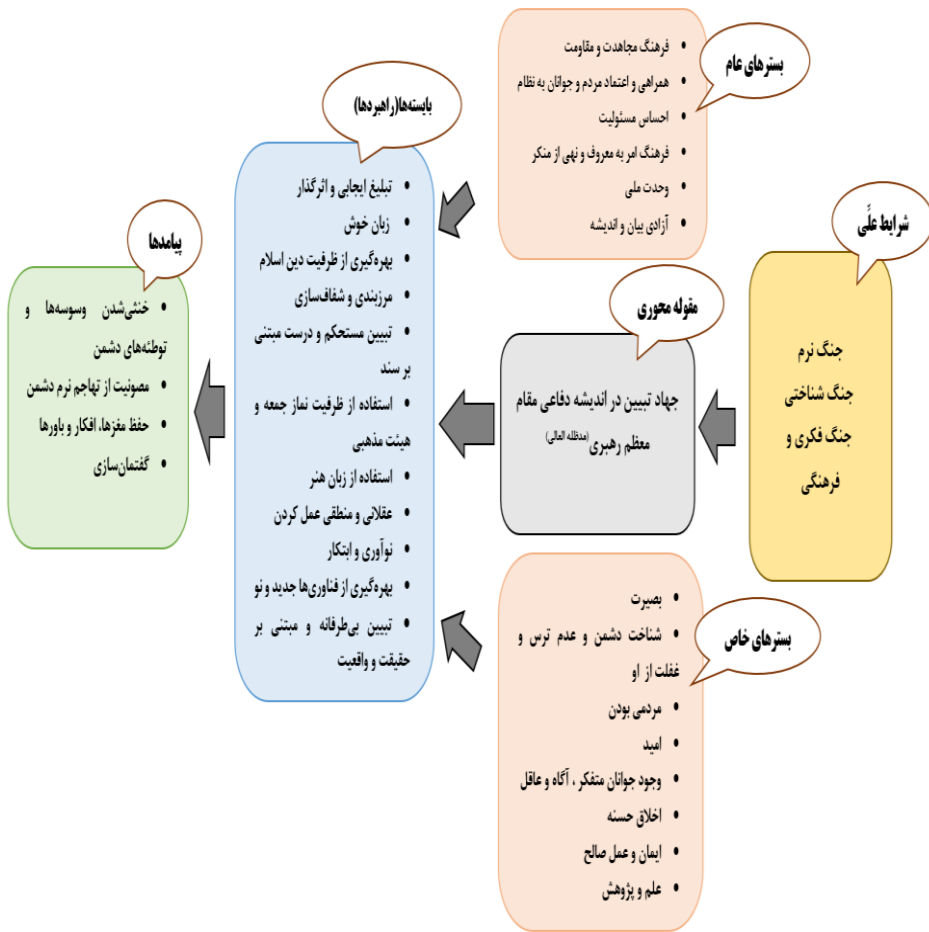 شرایط علّی
جنگ نرم
جنگ شناختی
جنگ فکری و
فرهنگی
بسترهای عام
• فرهنگ مجاهدت و مقاومت
• همراهی و اعتماد مردم و جوانان به نظام
• احساس مسئولیت
• فرهنگ امر به معروف و نهی از منکر
• وحدت ملی
• آزادی بیان و اندیشه
مقوله محوری
جهاد تبیین در اندیشه دفاعی مقام
معظم رهبری(مدظله العالی)
بسترهای خاص
• بصیرت
• شناخت دشمن و عدم ترس و
غفلت از او
• مردمی بودن
• امید
• وجود جوانان متفکر ، آگاه و عاقل
• اخلاق حسنه
• ایمان و عمل صالح
• علم و پژوهش
بایسته‌ها(راهبردها)
• تبلیغ ایجابی و اثرگذار
• زبان خوش
• بهره‌گیری از ظرفیت دین اسلام
• مرزبندی و شفاف‌سازی
• تبیین مستحکم و درست مبتنی
بر سند
• استفاده از ظرفیت نماز جمعه و
هیئت مذهبی
• استفاده از زبان هنر
• عقلانی و منطقی عمل کردن
• نوآوری و ابتکار
• بهره‌گیری از فناوری‌ها جدید و نو
• تبیین بی‌طرفانه و مبتنی بر
حقیقت و واقعیت
پیامدها
• خنثی‌شدن وسوسه‌ها و
توطئه‌های دشمن
• مصونیت از تهاجم نرم دشمن
• حفظ مغزها، افکار و باورها
• گفتمان‌سازی